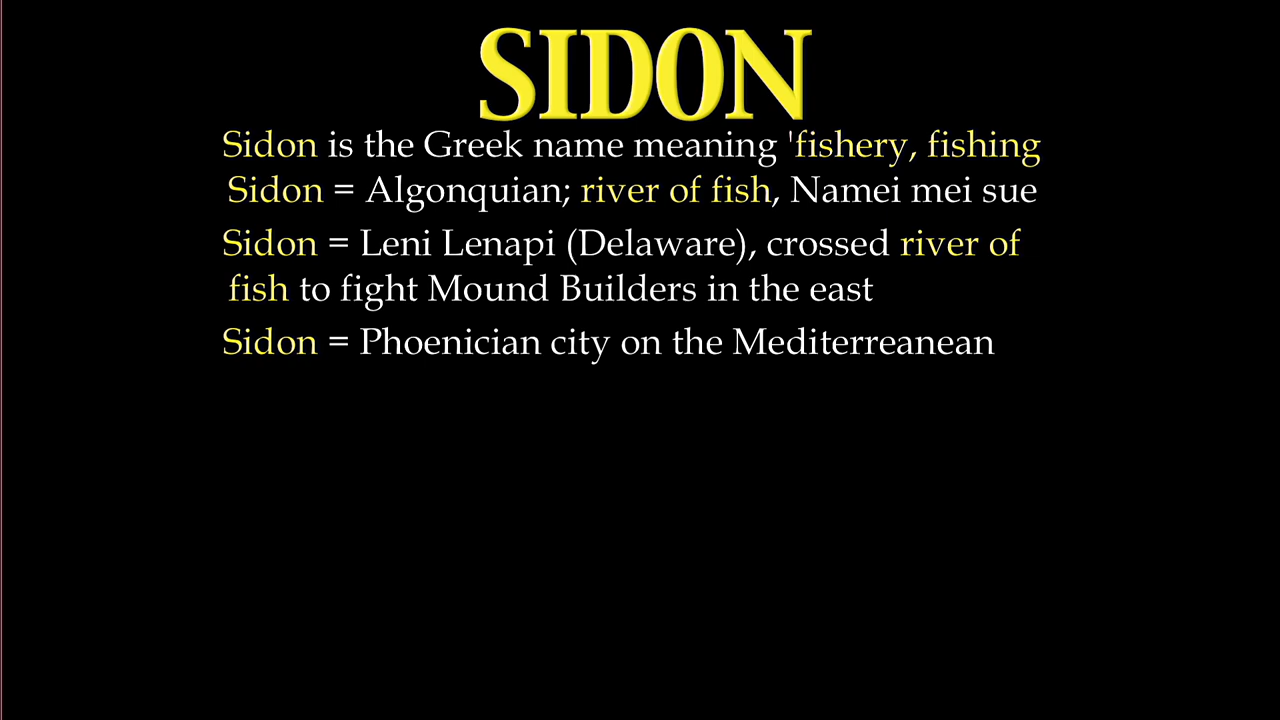 SIDON
Sidon is the Greek name meaning 'fishery, fishing
Sidon = Algonquian; river of fish, Namei mei sue
Sidon = Leni Lenapi (Delaware), crossed river of
fish to fight Mound Builders in the east
Sidon = Phoenician city on the Mediterreanean